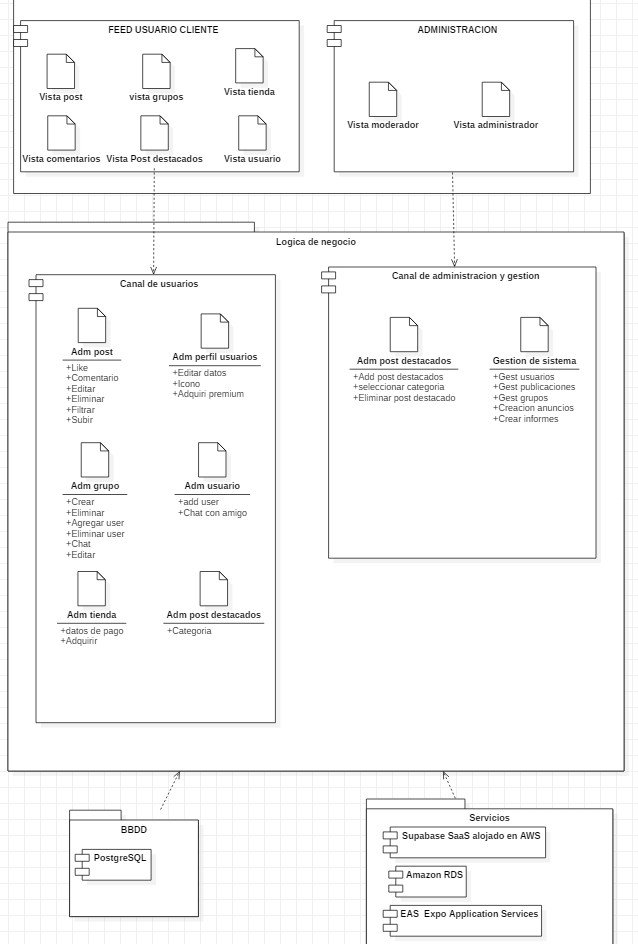 FEED USUARIO CLIENTE
Vista post
vista grupos
Vista tienda
Vista comentarios
Vista Post destacados
Vista usuario
ADMINISTRACION
Vista moderador
Vista administrador
Logica de negocio
Canal de usuarios
Adm post
+Like
+Comentario
+Editar
+Eliminar
+Filtrar
+Subir
Adm perfil usuarios
+Editar datos
+Icono
+Adquiri premium
Adm grupo
+Crear
+Eliminar
+Agregar user
+Eliminar user
+Chat
+Editar
Adm usuario
+add user
+Chat con amigo
Adm tienda
+datos de pago
+Adquirir
Adm post destacados
+Categoria
Canal de administracion y gestion
Adm post destacados
+Add post destacados
+seleccionar categoria
+Eliminar post destacado
Gestion de sistema
+Gest usuarios
+Gest publicaciones
+Gest grupos
+Creacion anuncios
+Crear informes
BBDD
PostgreSQL
Servicios
Supabase SaaS alojado en AWS
Amazon RDS
EAS Expo Application Services